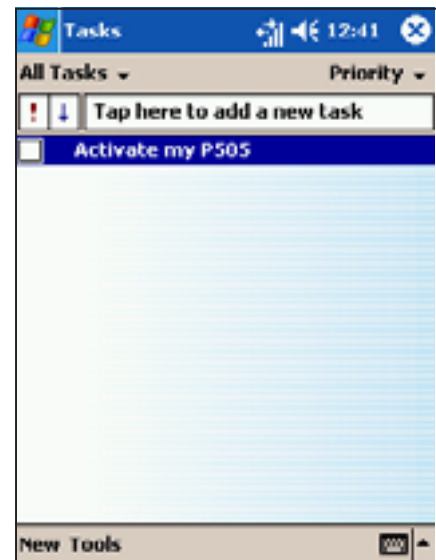 Tasks 12:41
All Tasks Priority
! ↓ Tap here to add a new task
Activate my P505
New Tools